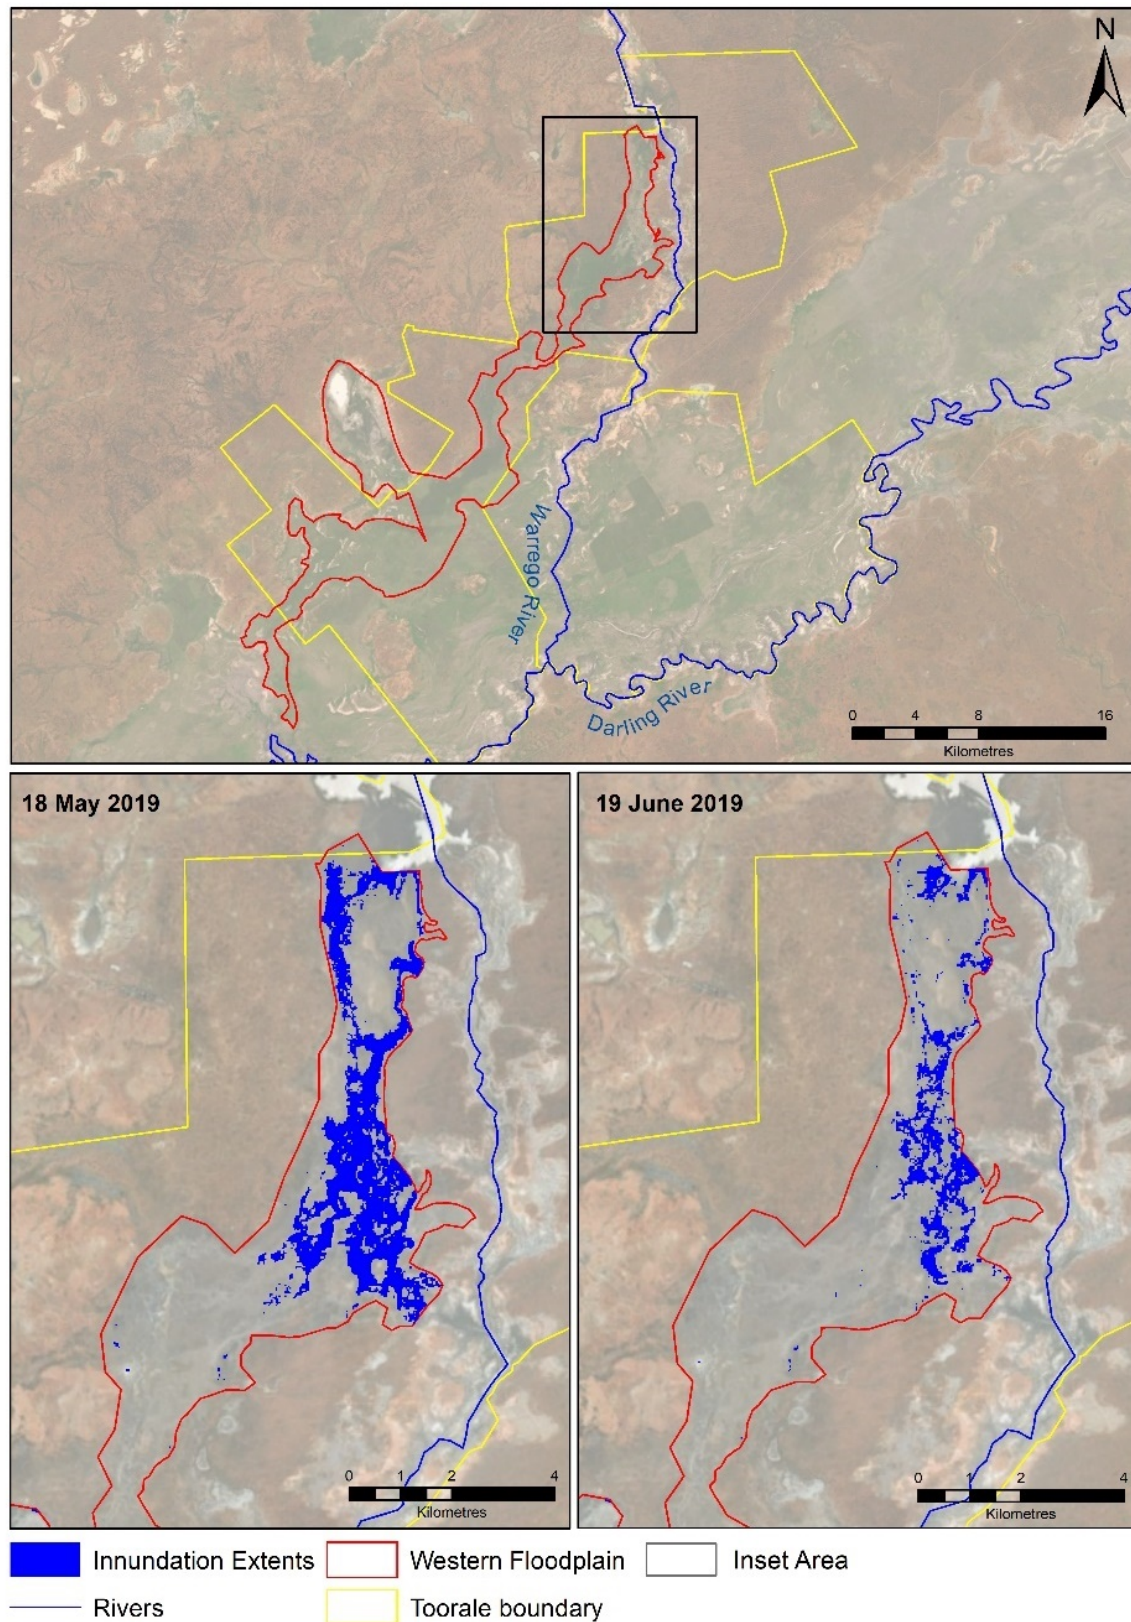 N
Warrego River
Darling River
0 4 8 16
Kilometres
18 May 2019
19 June 2019
0 1 2 4
Kilometres
0 1 2 4
Kilometres
Innundation Extents
Western Floodplain
Inset Area
Rivers
Toorale boundary